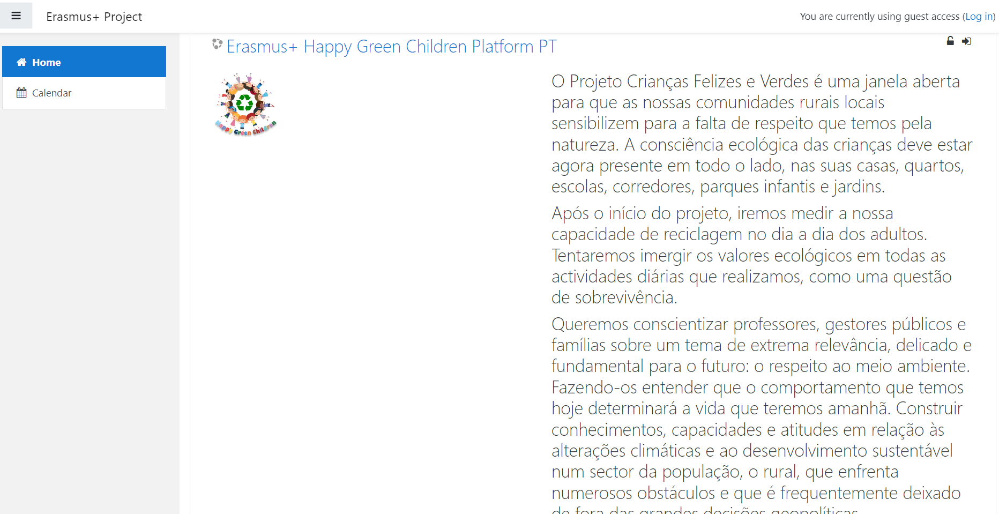 Erasmus+ Project
You are currently using guest access (Log in)
Home
Calendar
Erasmus+ Happy Green Children Platform PT
Happy Green Children
O Projeto Crianças Felizes e Verdes é uma janela aberta
para que as nossas comunidades rurais locais
sensibilizem para a falta de respeito que temos pela
natureza. A consciência ecológica das crianças deve estar
agora presente em todo o lado, nas suas casas, quartos,
escolas, corredores, parques infantis e jardins.
Após o início do projeto, iremos medir a nossa
capacidade de reciclagem no dia a dia dos adultos.
Tentaremos imergir os valores ecológicos em todas as
actividades diárias que realizamos, como uma questão
de sobrevivência.
Queremos conscientizar professores, gestores públicos e
famílias sobre um tema de extrema relevância, delicado e
fundamental para o futuro: o respeito ao meio ambiente.
Fazendo-os entender que o comportamento que temos
hoje determinará a vida que teremos amanhã. Construir
conhecimentos, capacidades e atitudes em relação às
alterações climáticas e ao desenvolvimento sustentável
num sector da população, o rural, que enfrenta
numerosos obstáculos e que é frequentemente deixado
de fora das grandes decisões geopolíticas.